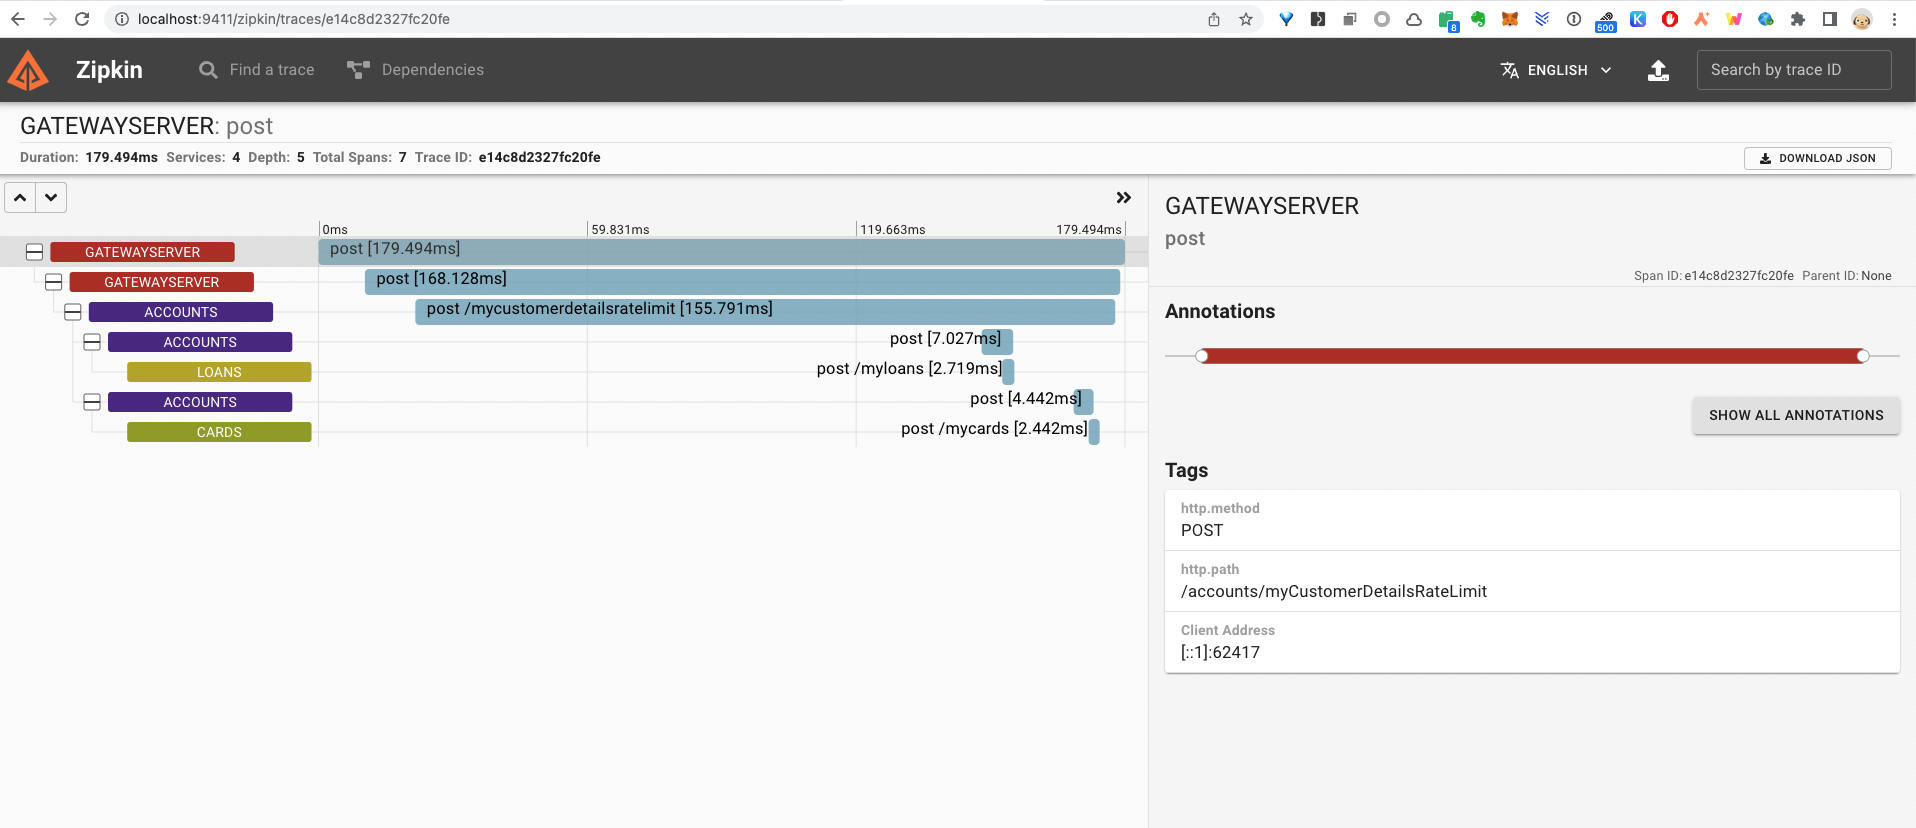 localhost:9411/zipkin/traces/e14c8d2327fc20fe
8
500
K
Zipkin
Find a trace
Dependencies
ENGLISH
Search by trace ID
GATEWAYSERVER: post
Duration: 179.494ms Services: 4 Depth: 5 Total Spans: 7 Trace ID: e14c8d2327fc20fe
DOWNLOAD JSON
0ms 59.831ms 119.663ms 179.494ms
GATEWAYSERVER post [179.494ms]
GATEWAYSERVER post [168.128ms]
ACCOUNTS post /mycustomerdetailsratelimit [155.791ms]
ACCOUNTS post [7.027ms]
LOANS post /myloans [2.719ms]
ACCOUNTS post [4.442ms]
CARDS post /mycards [2.442ms]
GATEWAYSERVER
post
Span ID: e14c8d2327fc20fe Parent ID: None
Annotations
SHOW ALL ANNOTATIONS
Tags
http.method
POST
http.path
/accounts/myCustomerDetailsRateLimit
Client Address
[::1]:62417